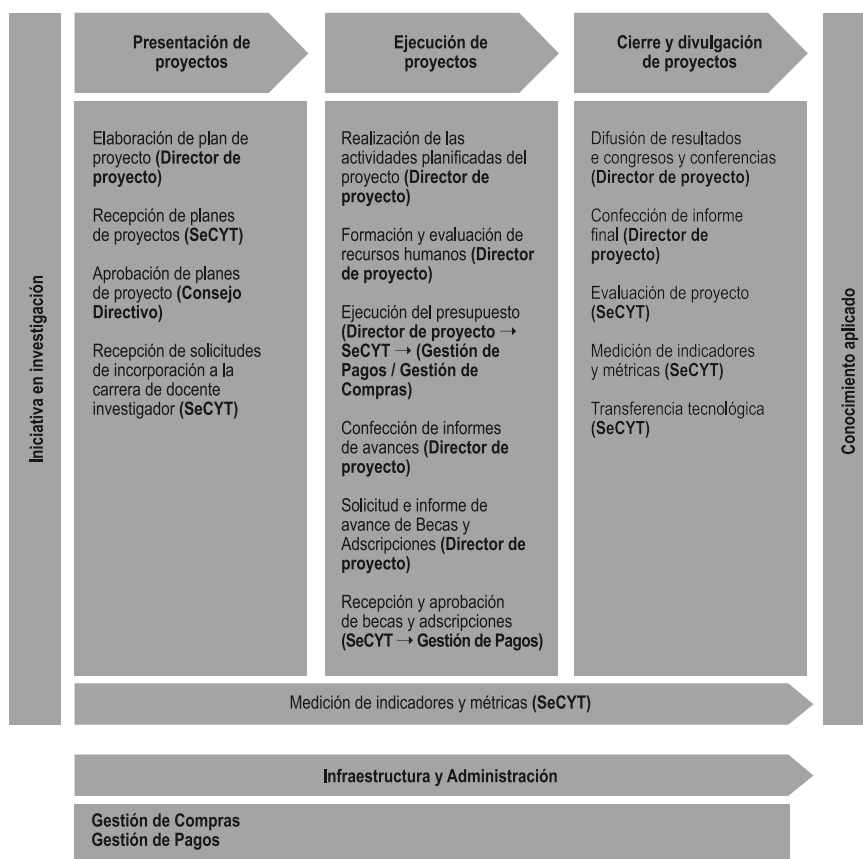 Iniciativa en investigación
Presentación de
proyectos
Elaboración de plan de
proyecto (Director de
proyecto)
Recepción de planes
de proyectos (SeCYT)
Aprobación de planes
de proyecto (Consejo
Directivo)
Recepción de solicitudes
de incorporación a la
carrera de docente
investigador (SeCYT)
Ejecución de
proyectos
Realización de las
actividades planificadas del
proyecto (Director de
proyecto)
Formación y evaluación de
recursos humanos (Director
de proyecto)
Ejecución del presupuesto
(Director de proyecto →
SeCYT → (Gestión de
Pagos / Gestión de
Compras)
Confección de informes
de avances (Director de
proyecto)
Solicitud e informe de
avance de Becas y
Adscripciones (Director de
proyecto)
Recepción y aprobación
de becas y adscripciones
(SeCYT → Gestión de Pagos)
Cierre y divulgación
de proyectos
Difusión de resultados
e congresos y conferencias
(Director de proyecto)
Confección de informe
final (Director de
proyecto)
Evaluación de proyecto
(SeCYT)
Medición de indicadores
y métricas (SeCYT)
Transferencia tecnológica
(SeCYT)
Conocimiento aplicado
Medición de indicadores y métricas (SeCYT)
Infraestructura y Administración
Gestión de Compras
Gestión de Pagos